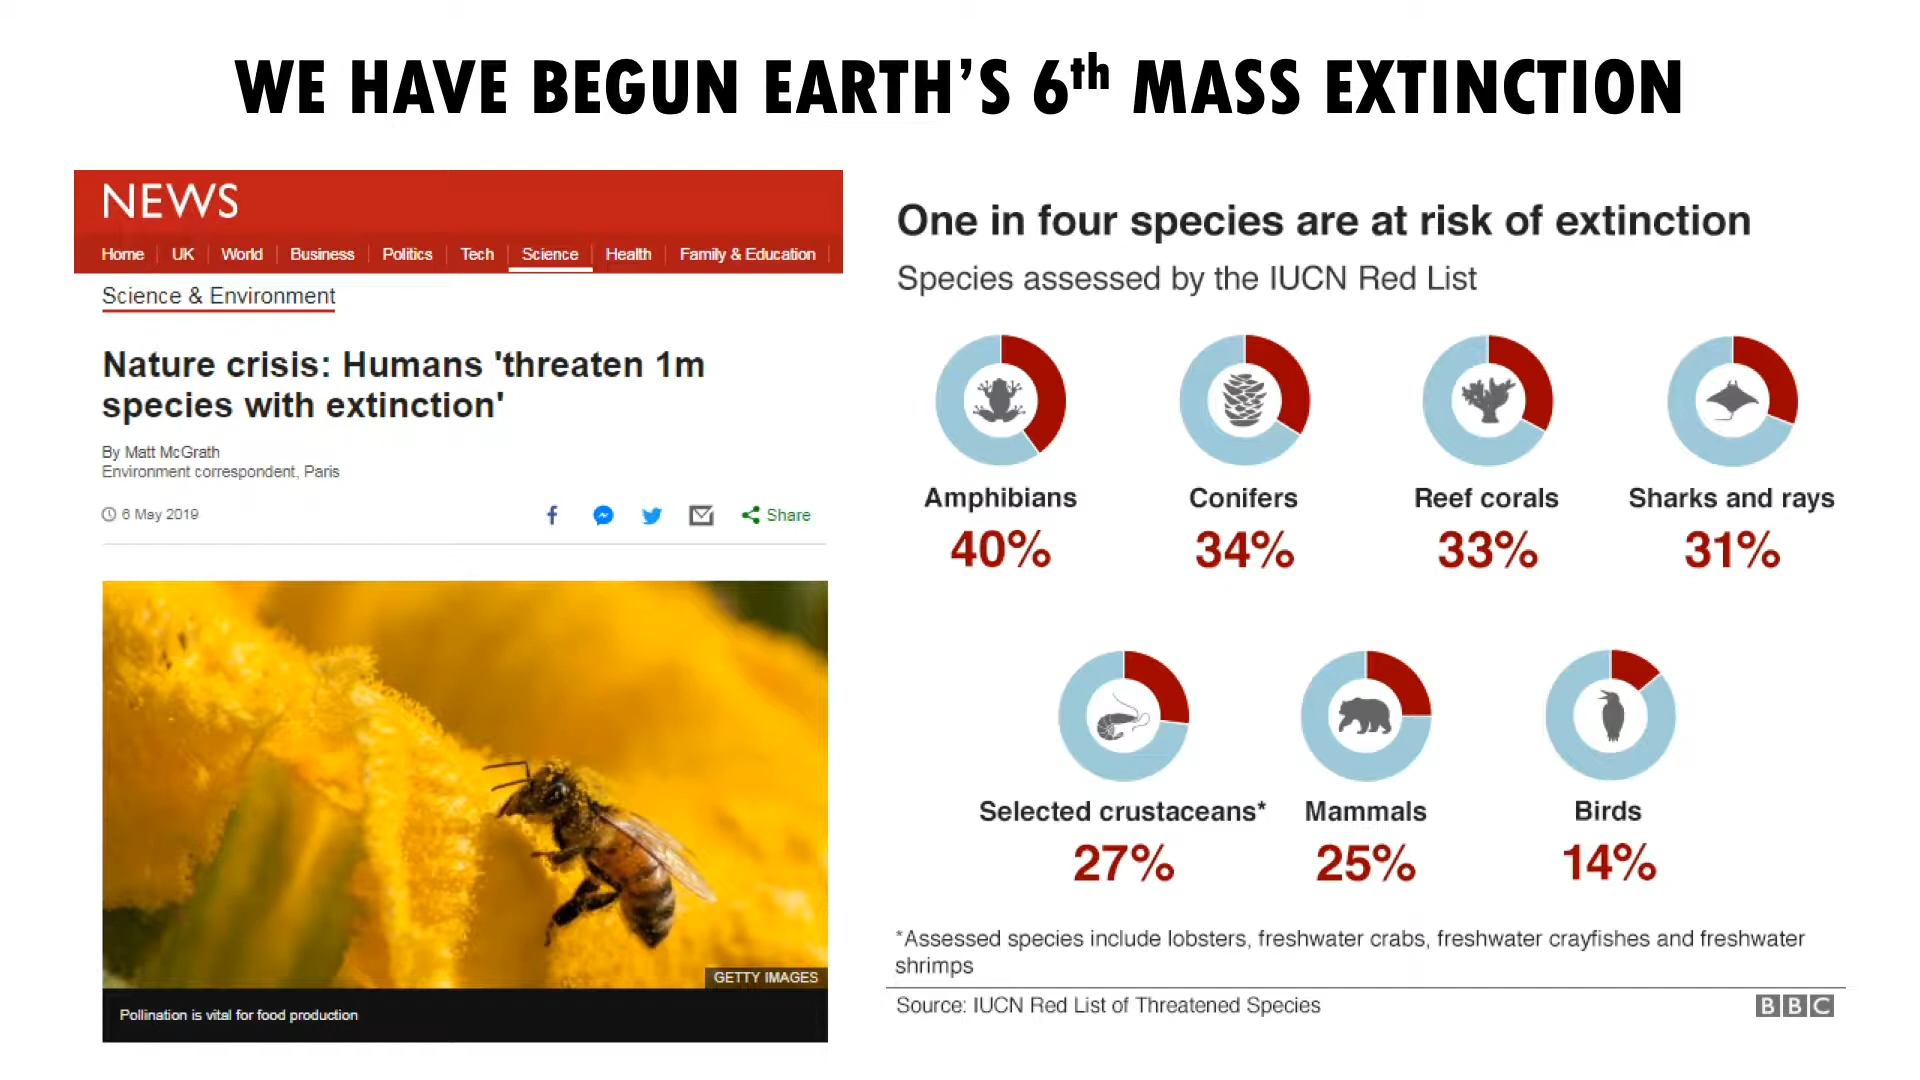 WE HAVE BEGUN EARTH’S 6th MASS EXTINCTION
NEWS
Home UK World Business Politics Tech Science Health Family & Education
Science & Environment
Nature crisis: Humans 'threaten 1m
species with extinction'
By Matt McGrath
Environment correspondent, Paris
6 May 2019
Share
GETTY IMAGES
Pollination is vital for food production
One in four species are at risk of extinction
Species assessed by the IUCN Red List
Amphibians Conifers Reef corals Sharks and rays
40% 34% 33% 31%
Selected crustaceans* Mammals Birds
27% 25% 14%
*Assessed species include lobsters, freshwater crabs, freshwater crayfishes and freshwater
shrimps
Source: IUCN Red List of Threatened Species
BBC